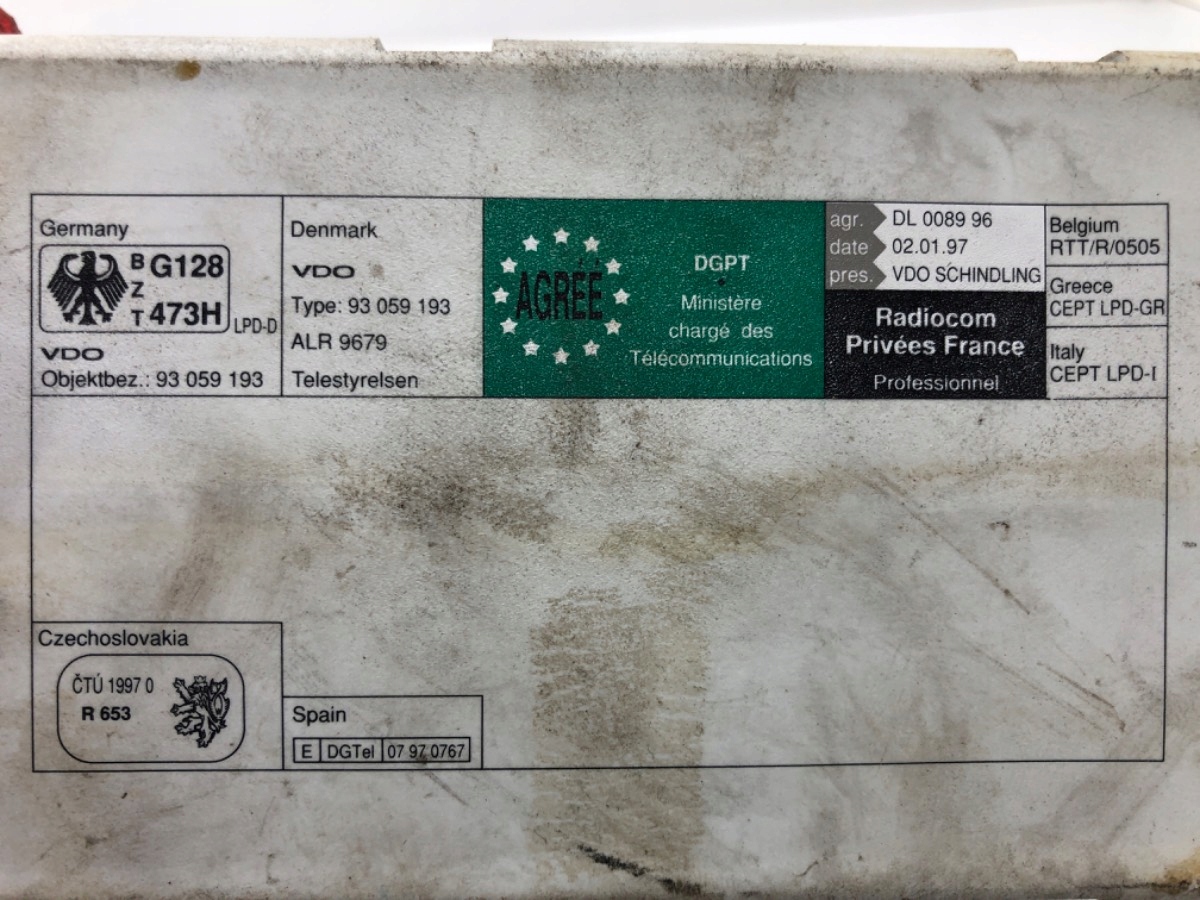 Germany
BZT G128
473H
LPD-D
VDO
Objektbez.: 93 059 193
Denmark
VDO
Type: 93 059 193
ALR 9679
Telestyrelsen
AGRÉÉ
DGPT
Ministère
chargé des
Télécommunications
agr. DL 0089 96
date 02.01.97
pres. VDO SCHINDLING
Radiocom
Privées France
Professionnel
Belgium
RTT/R/0505
Greece
CEPT LPD-GR
Italy
CEPT LPD-I
Czechoslovakia
ČTÚ 1997 0
R 653
Spain
E DGTel 07 97 0767